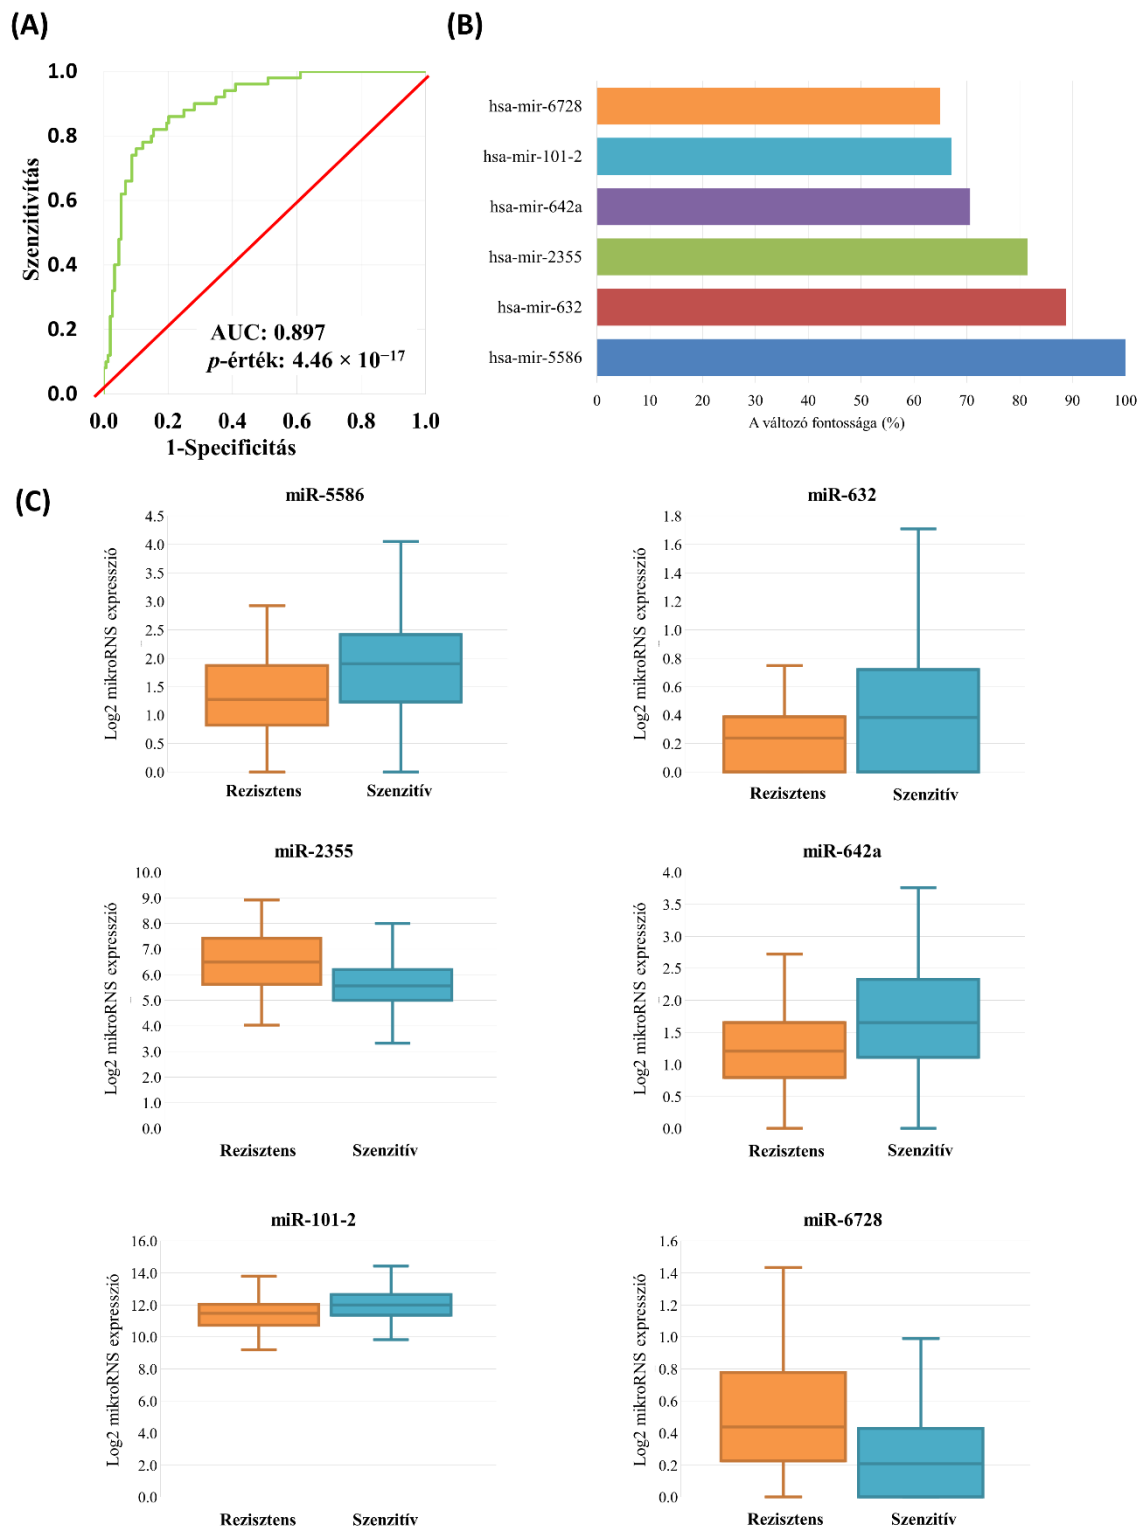 (A)
1.0
0.8
0.6
0.4
0.2
0.0
Szenzitivítás
AUC: 0.897
p-érték: 4.46 × 10⁻¹⁷
0.0 0.2 0.4 0.6 0.8 1.0
1-Specificitás
(B)
hsa-mir-6728
hsa-mir-101-2
hsa-mir-642a
hsa-mir-2355
hsa-mir-632
hsa-mir-5586
0 10 20 30 40 50 60 70 80 90 100
A változó fontossága (%)
(C)
miR-5586
Log2 mikroRNS expresszió
4.5
4.0
3.5
3.0
2.5
2.0
1.5
1.0
0.5
0.0
Rezisztens Szenzitív
miR-632
Log2 mikroRNS expresszió
1.8
1.6
1.4
1.2
1.0
0.8
0.6
0.4
0.2
0.0
Rezisztens Szenzitív
miR-2355
Log2 mikroRNS expresszió
10.0
9.0
8.0
7.0
6.0
5.0
4.0
3.0
2.0
1.0
0.0
Rezisztens Szenzitív
miR-642a
Log2 mikroRNS expresszió
4.0
3.5
3.0
2.5
2.0
1.5
1.0
0.5
0.0
Rezisztens Szenzitív
miR-101-2
Log2 mikroRNS expresszió
16.0
14.0
12.0
10.0
8.0
6.0
4.0
2.0
0.0
Rezisztens Szenzitív
miR-6728
Log2 mikroRNS expresszió
1.6
1.4
1.2
1.0
0.8
0.6
0.4
0.2
0.0
Rezisztens Szenzitív